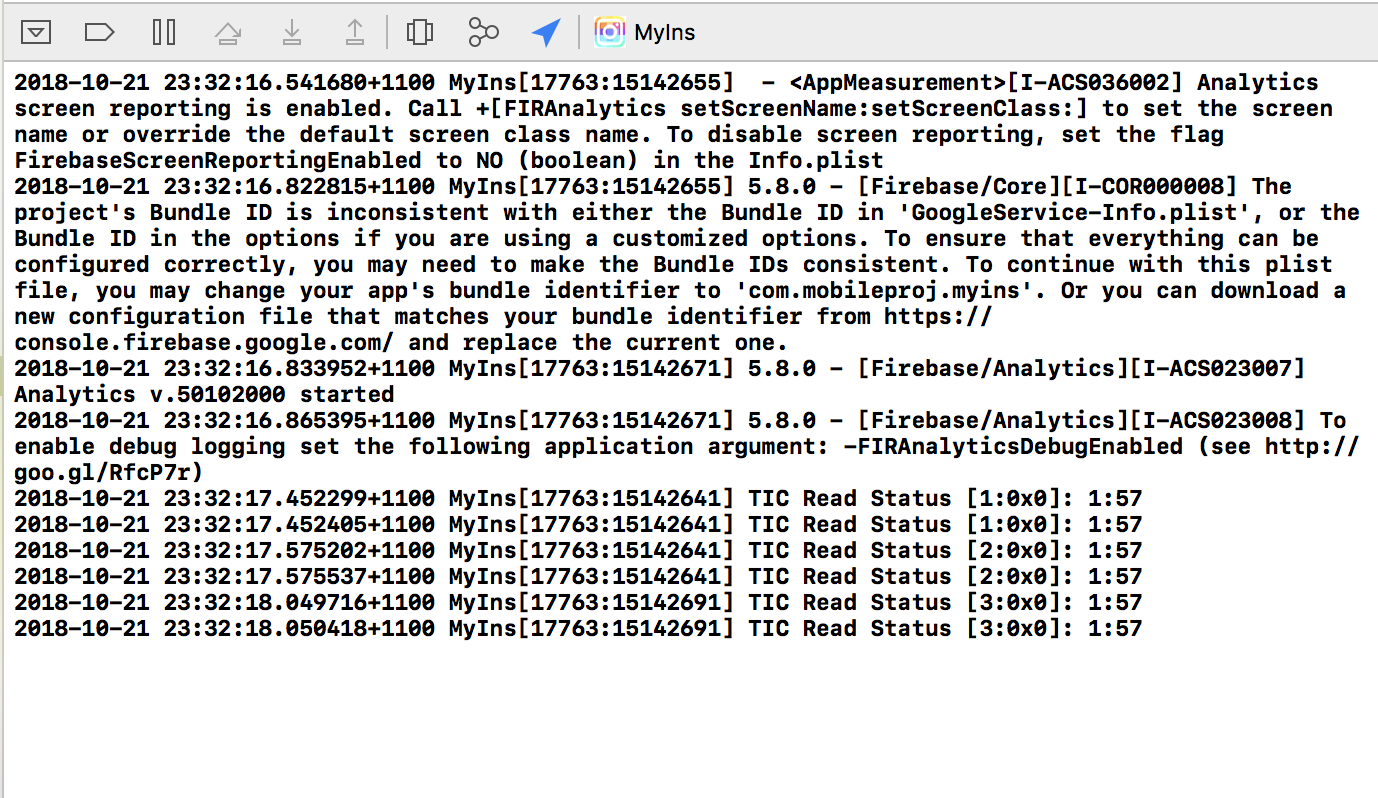 MyIns
2018-10-21 23:32:16.541680+1100 MyIns[17763:15142655]  - <AppMeasurement>[I-ACS036002] Analytics
screen reporting is enabled. Call +[FIRAnalytics setScreenName:setScreenClass:] to set the screen
name or override the default screen class name. To disable screen reporting, set the flag
FirebaseScreenReportingEnabled to NO (boolean) in the Info.plist
2018-10-21 23:32:16.822815+1100 MyIns[17763:15142655] 5.8.0 - [Firebase/Core][I-COR000008] The
project's Bundle ID is inconsistent with either the Bundle ID in 'GoogleService-Info.plist', or the
Bundle ID in the options if you are using a customized options. To ensure that everything can be
configured correctly, you may need to make the Bundle IDs consistent. To continue with this plist
file, you may change your app's bundle identifier to 'com.mobileproj.myins'. Or you can download a
new configuration file that matches your bundle identifier from https://
console.firebase.google.com/ and replace the current one.
2018-10-21 23:32:16.833952+1100 MyIns[17763:15142671] 5.8.0 - [Firebase/Analytics][I-ACS023007]
Analytics v.50102000 started
2018-10-21 23:32:16.865395+1100 MyIns[17763:15142671] 5.8.0 - [Firebase/Analytics][I-ACS023008] To
enable debug logging set the following application argument: -FIRAnalyticsDebugEnabled (see http://
goo.gl/RfcP7r)
2018-10-21 23:32:17.452299+1100 MyIns[17763:15142641] TIC Read Status [1:0x0]: 1:57
2018-10-21 23:32:17.452405+1100 MyIns[17763:15142641] TIC Read Status [1:0x0]: 1:57
2018-10-21 23:32:17.575202+1100 MyIns[17763:15142641] TIC Read Status [2:0x0]: 1:57
2018-10-21 23:32:17.575537+1100 MyIns[17763:15142641] TIC Read Status [2:0x0]: 1:57
2018-10-21 23:32:18.049716+1100 MyIns[17763:15142691] TIC Read Status [3:0x0]: 1:57
2018-10-21 23:32:18.050418+1100 MyIns[17763:15142691] TIC Read Status [3:0x0]: 1:57